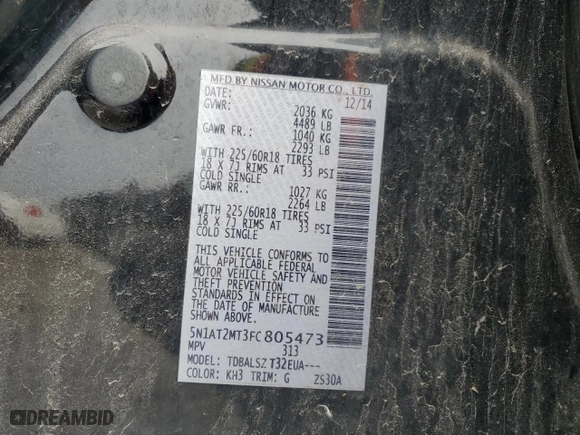 MFD.BY NISSAN MOTOR CO., LTD.
DATE: 12/14
GVWR: 2036 KG
4489 LB
GAWR FR.: 1040 KG
2293 LB
WITH 225/60R18 TIRES
18 X 7J RIMS AT 33 PSI
COLD SINGLE
GAWR RR.: 1027 KG
2264 LB
WITH 225/60R18 TIRES
18 X 7J RIMS AT 33 PSI
COLD SINGLE
THIS VEHICLE CONFORMS TO
ALL APPLICABLE FEDERAL
MOTOR VEHICLE SAFETY AND
THEFT PREVENTION
STANDARDS IN EFFECT ON
THE DATE OF MANUFACTURE
SHOWN ABOVE.
5N1AT2MT3FC805473
MPV 313
MODEL: TDBALSZ T32EUA---
COLOR: KH3 TRIM: G ZS30A
DREAMBID